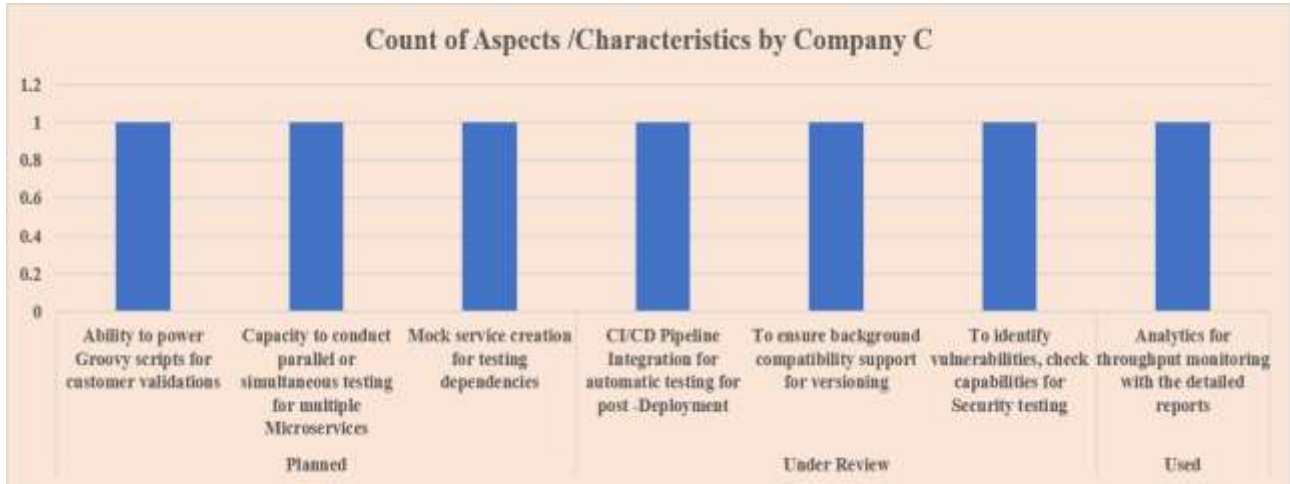 Count of Aspects /Characteristics by Company C
1.2
1
0.8
0.6
0.4
0.2
0
Ability to power
Groovy scripts for
customer validations
Capacity to conduct
parallel or
simultaneous testing
for multiple
Microservices
Mock service creation
for testing
dependencies
CI/CD Pipeline
Integration for
automatic testing for
post -Deployment
To ensure background
compatibility support
for versioning
To identify
vulnerabilities, check
capabilities for
Security testing
Analytics for
throughput monitoring
with the detailed
reports
Planned
Under Review
Used